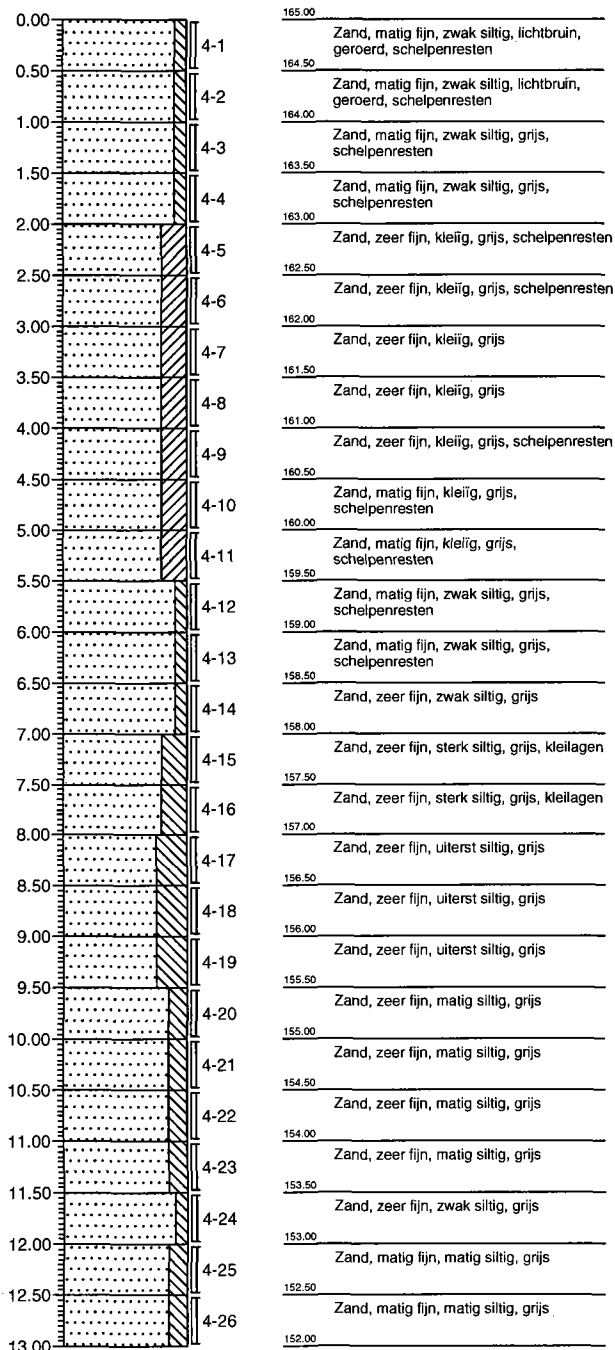 0.00
165.00
4-1
Zand, matig fijn, zwak siltig, lichtbruin,
geroerd, schelpenresten
0.50
164.50
4-2
Zand, matig fijn, zwak siltig, lichtbruin,
geroerd, schelpenresten
1.00
164.00
4-3
Zand, matig fijn, zwak siltig, grijs,
schelpenresten
1.50
163.50
4-4
Zand, matig fijn, zwak siltig, grijs,
schelpenresten
2.00
163.00
4-5
Zand, zeer fijn, kleiïg, grijs, schelpenresten
2.50
162.50
4-6
Zand, zeer fijn, kleiïg, grijs, schelpenresten
3.00
162.00
4-7
Zand, zeer fijn, kleiïg, grijs
3.50
161.50
4-8
Zand, zeer fijn, kleiïg, grijs
4.00
161.00
4-9
Zand, zeer fijn, kleiïg, grijs, schelpenresten
4.50
160.50
4-10
Zand, matig fijn, kleiïg, grijs,
schelpenresten
5.00
160.00
4-11
Zand, matig fijn, kleiïg, grijs,
schelpenresten
5.50
159.50
4-12
Zand, matig fijn, zwak siltig, grijs,
schelpenresten
6.00
159.00
4-13
Zand, matig fijn, zwak siltig, grijs,
schelpenresten
6.50
158.50
4-14
Zand, zeer fijn, zwak siltig, grijs
7.00
158.00
4-15
Zand, zeer fijn, sterk siltig, grijs, kleilagen
7.50
157.50
4-16
Zand, zeer fijn, sterk siltig, grijs, kleilagen
8.00
157.00
4-17
Zand, zeer fijn, uiterst siltig, grijs
8.50
156.50
4-18
Zand, zeer fijn, uiterst siltig, grijs
9.00
156.00
4-19
Zand, zeer fijn, uiterst siltig, grijs
9.50
155.50
4-20
Zand, zeer fijn, matig siltig, grijs
10.00
155.00
4-21
Zand, zeer fijn, matig siltig, grijs
10.50
154.50
4-22
Zand, zeer fijn, matig siltig, grijs
11.00
154.00
4-23
Zand, zeer fijn, matig siltig, grijs
11.50
153.50
4-24
Zand, zeer fijn, zwak siltig, grijs
12.00
153.00
4-25
Zand, matig fijn, matig siltig, grijs
12.50
152.50
4-26
Zand, matig fijn, matig siltig, grijs
13.00
152.00